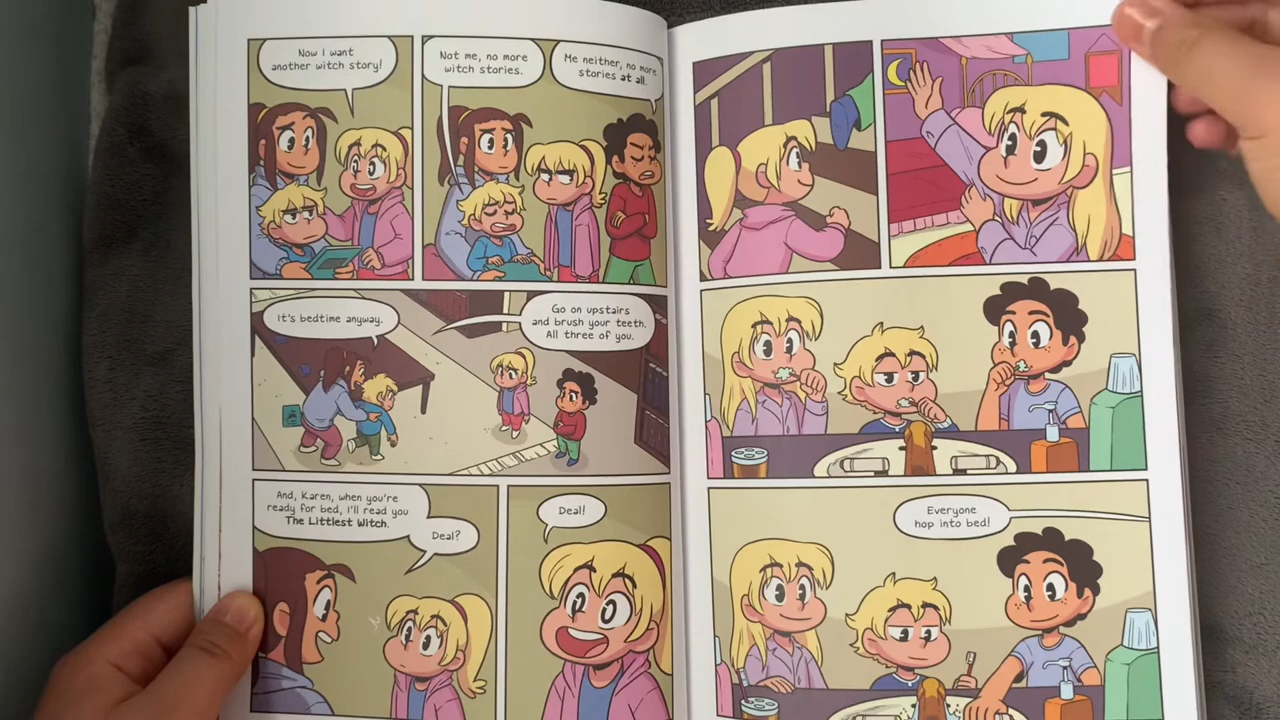 Now I want
another witch story!
Not me, no more
witch stories.
Me neither, no more
stories at all.
It's bedtime anyway.
Go on upstairs
and brush your teeth.
All three of you.
And, Karen, when you're
ready for bed, I'll read you
The Littlest Witch.
Deal?
Deal!
Everyone
hop into bed!